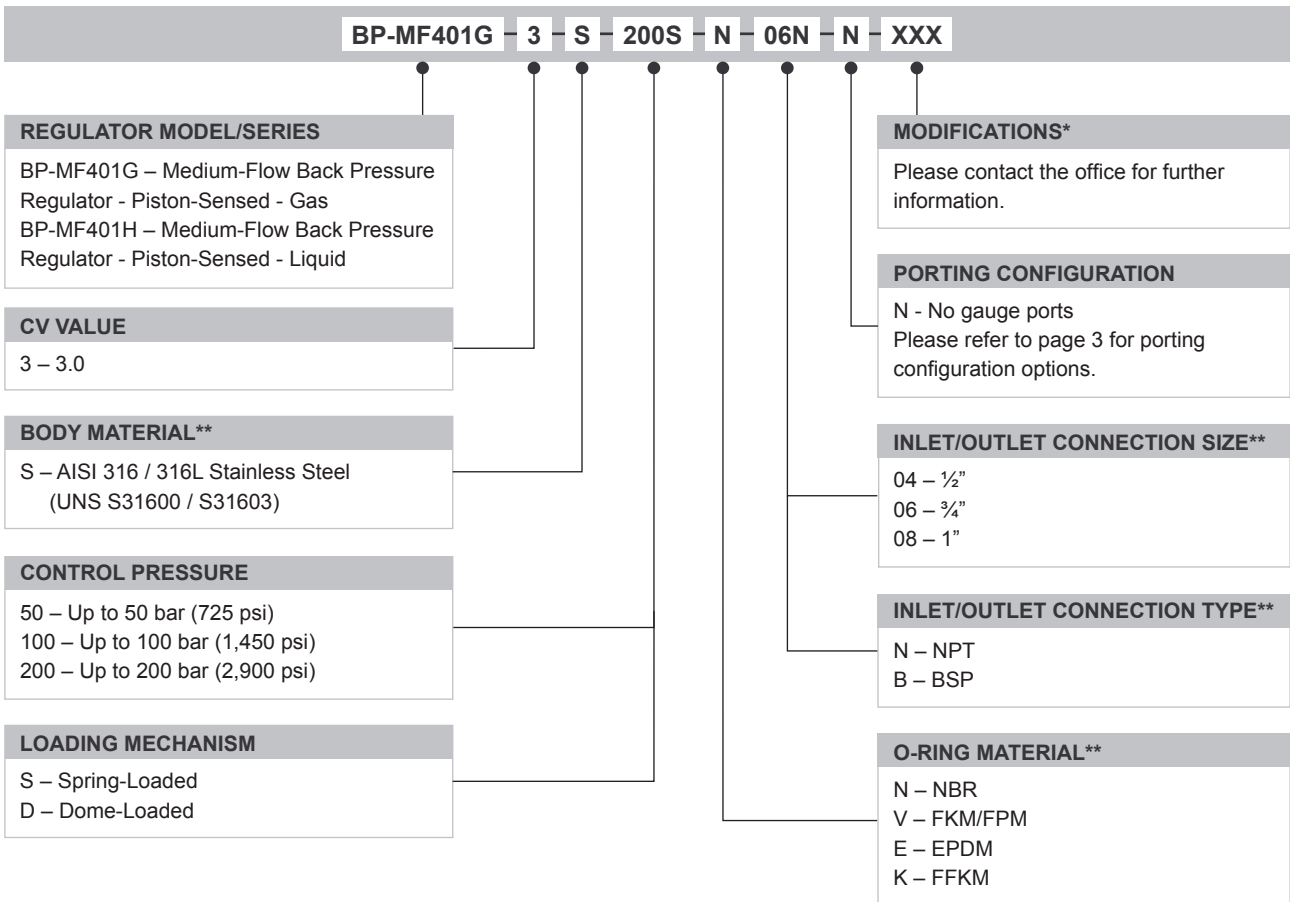 BP-MF401G - 3 - S - 200S - N - 06N - N - XXX
REGULATOR MODEL/SERIES
BP-MF401G – Medium-Flow Back Pressure
Regulator - Piston-Sensed - Gas
BP-MF401H – Medium-Flow Back Pressure
Regulator - Piston-Sensed - Liquid
CV VALUE
3 – 3.0
BODY MATERIAL**
S – AISI 316 / 316L Stainless Steel
(UNS S31600 / S31603)
CONTROL PRESSURE
50 – Up to 50 bar (725 psi)
100 – Up to 100 bar (1,450 psi)
200 – Up to 200 bar (2,900 psi)
LOADING MECHANISM
S – Spring-Loaded
D – Dome-Loaded
MODIFICATIONS*
Please contact the office for further
information.
PORTING CONFIGURATION
N - No gauge ports
Please refer to page 3 for porting
configuration options.
INLET/OUTLET CONNECTION SIZE**
04 – ½”
06 – ¾”
08 – 1”
INLET/OUTLET CONNECTION TYPE**
N – NPT
B – BSP
O-RING MATERIAL**
N – NBR
V – FKM/FPM
E – EPDM
K – FFKM